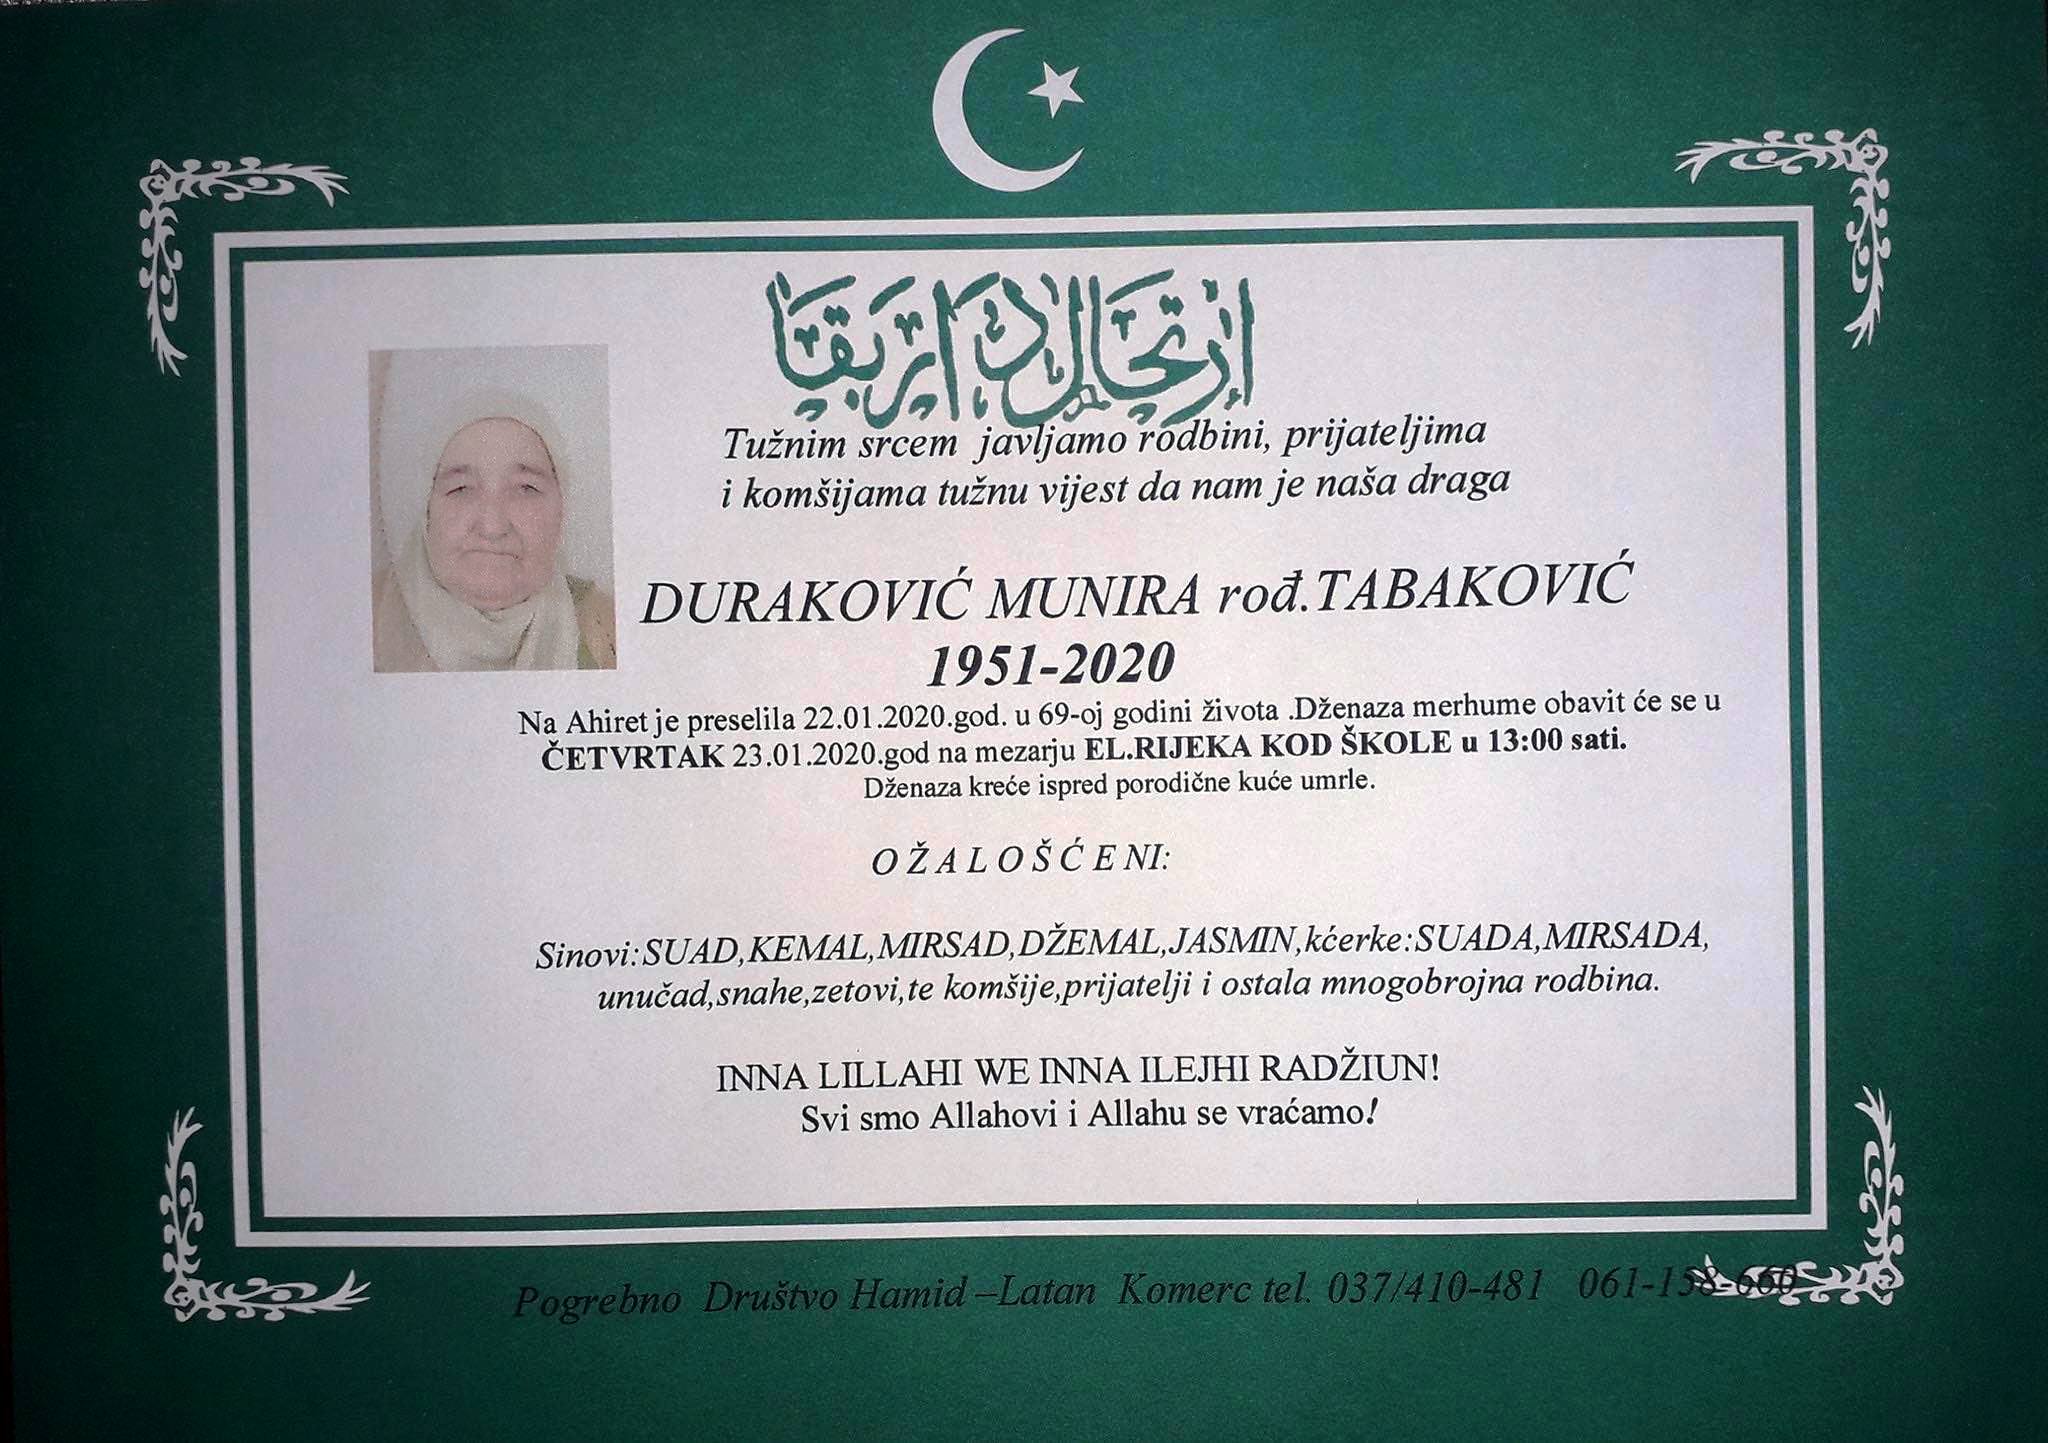 إرتحال دار بقا
Tužnim srcem javljamo rodbini, prijateljima
i komšijama tužnu vijest da nam je naša draga
DURAKOVIĆ MUNIRA rođ.TABAKOVIĆ
1951-2020
Na Ahiret je preselila 22.01.2020.god. u 69-oj godini života .Dženaza merhume obavit će se u
ČETVRTAK 23.01.2020.god na mezarju EL.RIJEKA KOD ŠKOLE u 13:00 sati.
Dženaza kreće ispred porodične kuće umrle.
O Ž A L O Š Ć E NI:
Sinovi:SUAD,KEMAL,MIRSAD,DŽEMAL,JASMIN,kćerke:SUADA,MIRSADA,
unučad,snahe,zetovi,te komšije,prijatelji i ostala mnogobrojna rodbina.
INNA LILLAHI WE INNA ILEJHI RADŽIUN!
Svi smo Allahovi i Allahu se vraćamo!
Pogrebno Društvo Hamid –Latan Komerc tel. 037/410-481 061-158-660